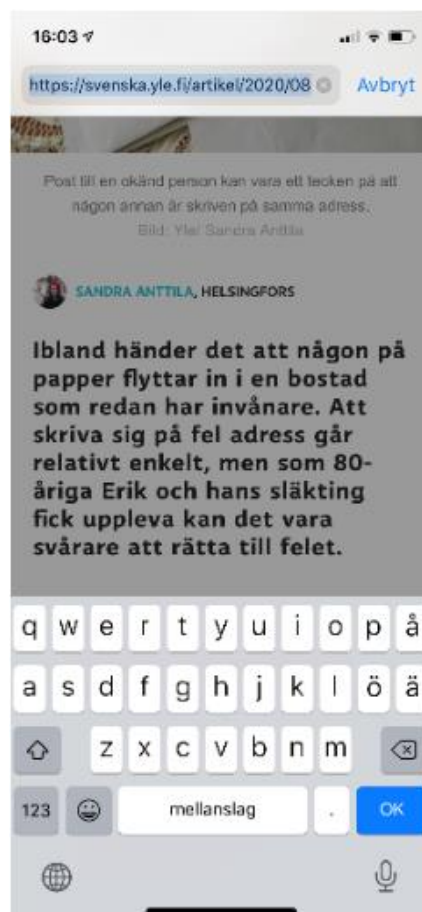 16:03
https://svenska.yle.fi/artikel/2020/08
Avbryt
Post till en okänd person kan vara ett tecken på att
någon annan är skriven på samma adress.
Bild: Yle/ Sandra Anttila
SANDRA ANTTILA, HELSINGFORS
Ibland händer det att någon på
papper flyttar in i en bostad
som redan har invånare. Att
skriva sig på fel adress går
relativt enkelt, men som 80-
åriga Erik och hans släkting
fick uppleva kan det vara
svårare att rätta till felet.
q w e r t y u i o p å
a s d f g h j k l ö ä
z x c v b n m
123 mellanslag . OK